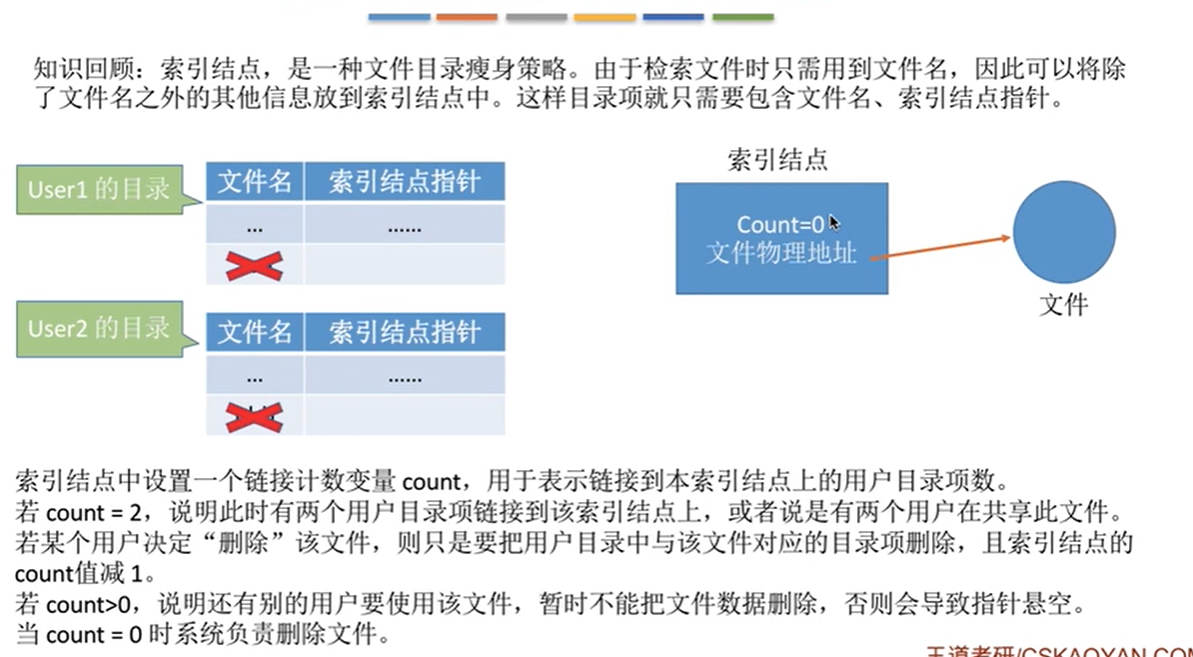 知识回顾：索引结点，是一种文件目录瘦身策略。由于检索文件时只需用到文件名，因此可以将除
了文件名之外的其他信息放到索引结点中。这样目录项就只需要包含文件名、索引结点指针。
索引结点
User1 的目录
文件名 索引结点指针
... ......
Count=0
文件物理地址
文件
User2 的目录
文件名 索引结点指针
... ......
索引结点中设置一个链接计数变量 count，用于表示链接到本索引结点上的用户目录项数。
若 count = 2，说明此时有两个用户目录项链接到该索引结点上，或者说是有两个用户在共享此文件。
若某个用户决定“删除”该文件，则只是要把用户目录中与该文件对应的目录项删除，且索引结点的
count值减 1。
若 count>0，说明还有别的用户要使用该文件，暂时不能把文件数据删除，否则会导致指针悬空。
当 count = 0 时系统负责删除文件。
王道考研/CSKAOYAN.COM